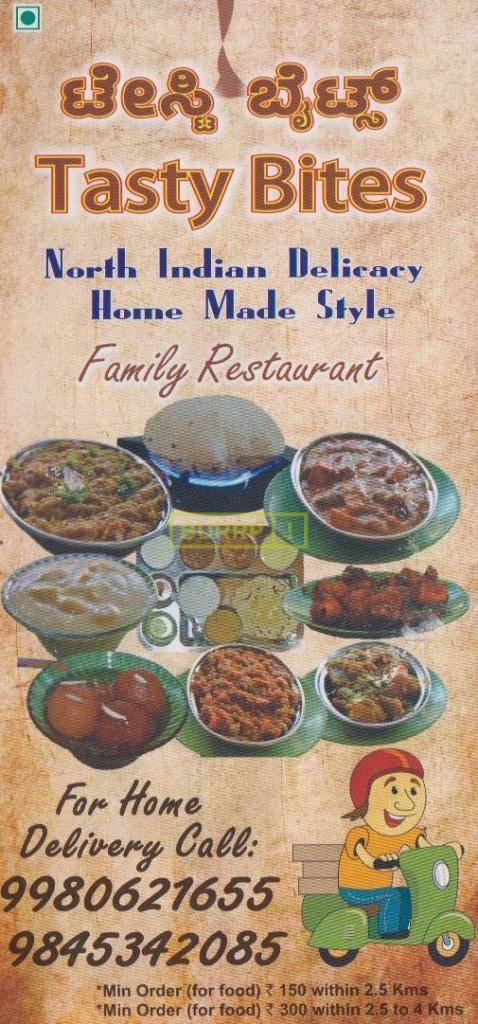 ಟೇಸ್ಟಿ ಬೈಟ್ಸ್
Tasty Bites
North Indian Delicacy
Home Made Style
Family Restaurant
For Home
Delivery Call:
9980621655
9845342085
*Min Order (for food) ₹ 150 within 2.5 Kms
*Min Order (for food) ₹ 300 within 2.5 to 4 Kms